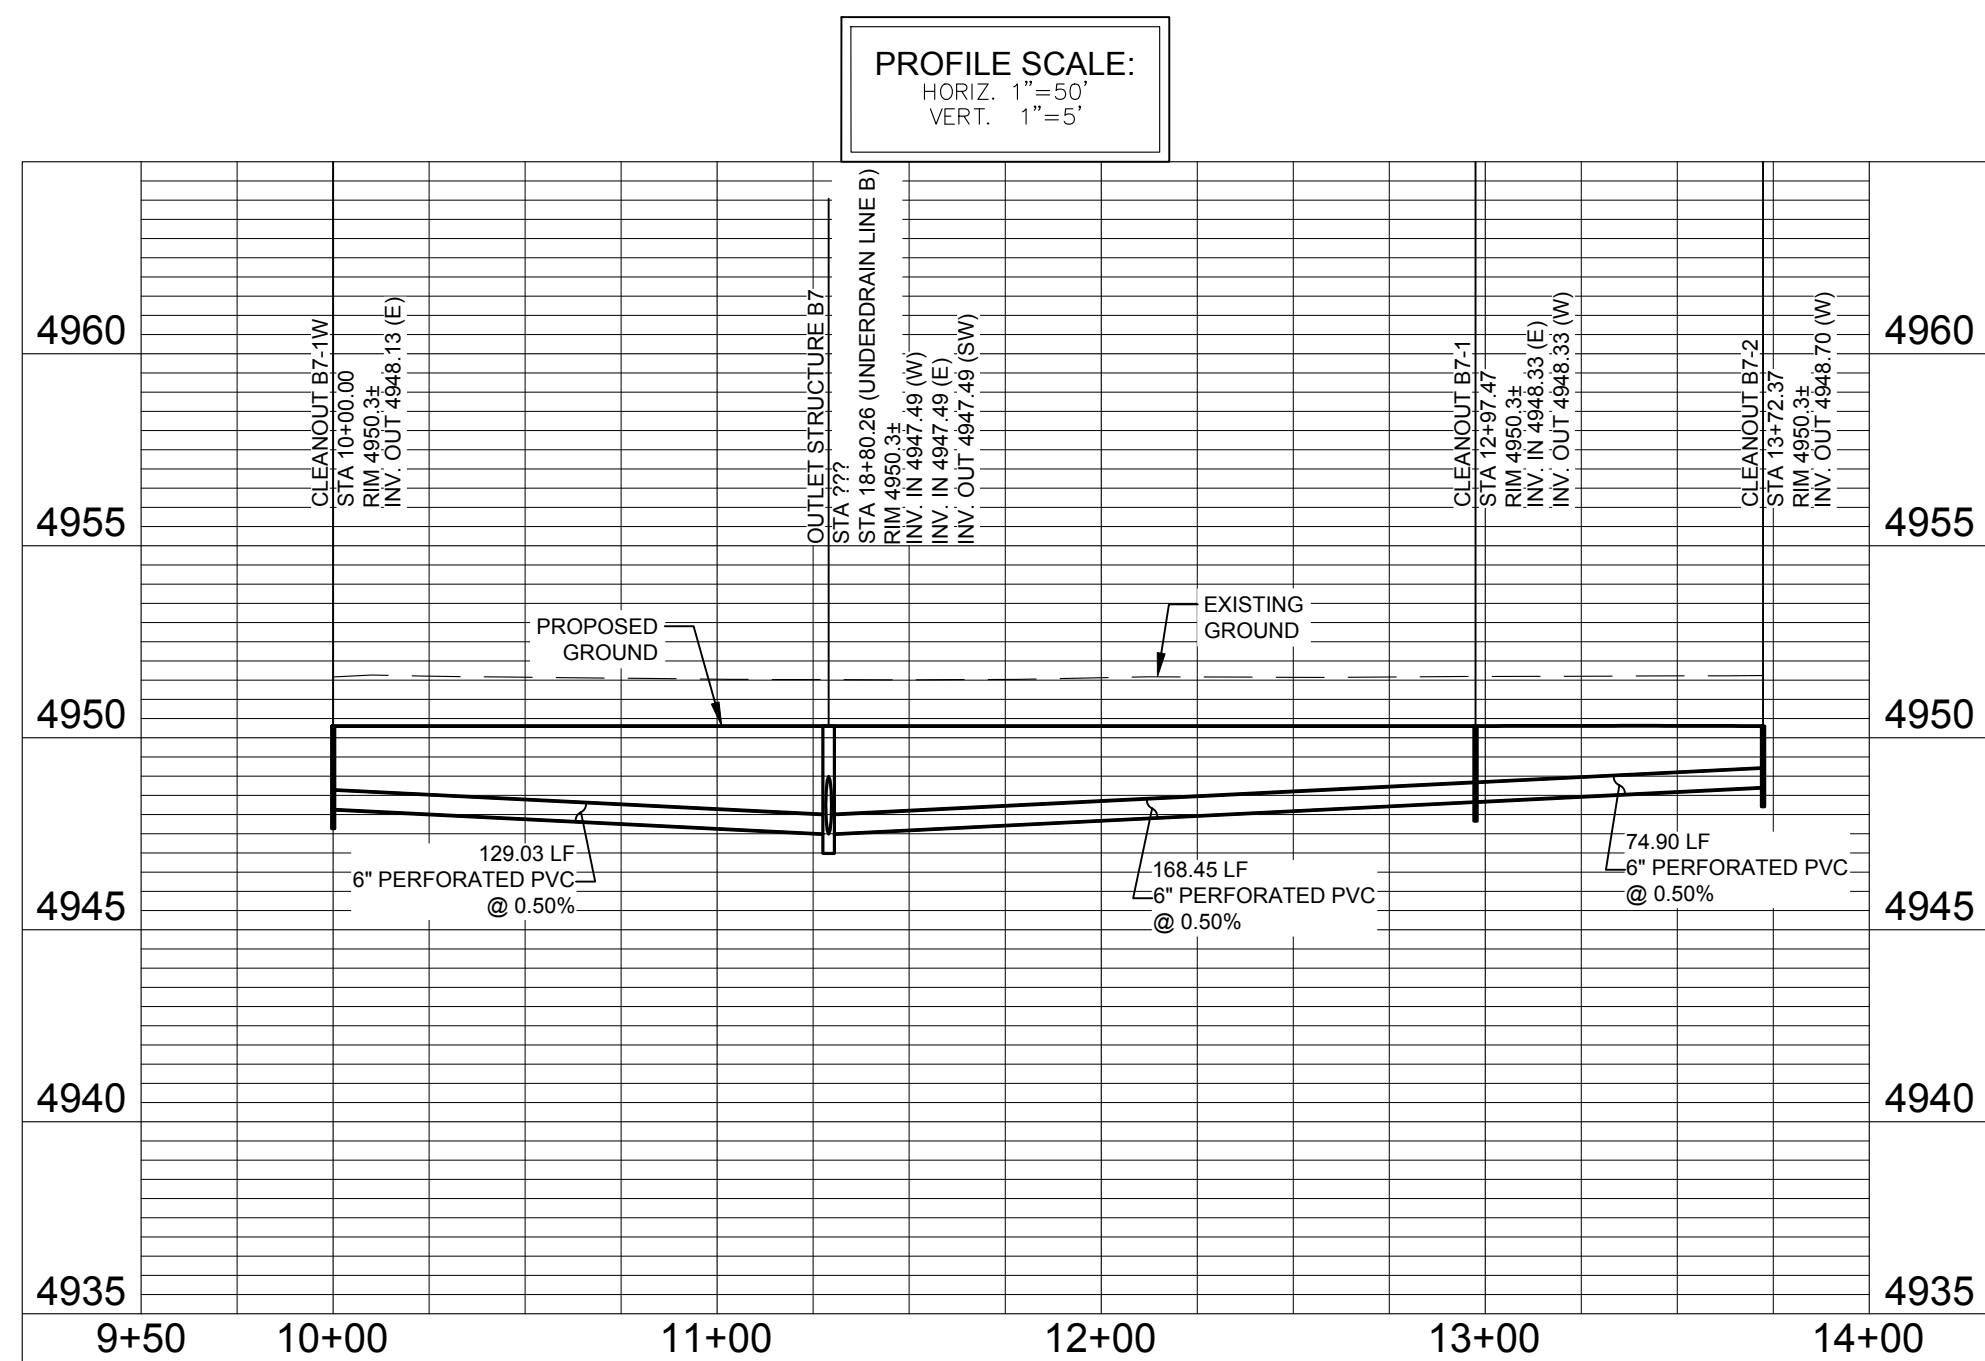 PROFILE SCALE:
HORIZ. 1"=50'
VERT. 1"=5'
CLEANOUT B7-1W
STA 10+00.00
RIM 4950.3±
INV. OUT 4948.13 (E)
OUTLET STRUCTURE B7
STA ???
STA 18+80.26 (UNDERDRAIN LINE B)
RIM 4950.3±
INV. IN 4947.49 (W)
INV. IN 4947.49 (E)
INV. OUT 4947.49 (SW)
CLEANOUT B7-1
STA 12+97.47
RIM 4950.3±
INV. IN 4948.33 (E)
INV. OUT 4948.33 (W)
CLEANOUT B7-2
STA 13+72.37
RIM 4950.3±
INV. OUT 4948.70 (W)
4960
4960
4955
4955
PROPOSED
GROUND
EXISTING
GROUND
4950
4950
129.03 LF
6" PERFORATED PVC
@ 0.50%
168.45 LF
6" PERFORATED PVC
@ 0.50%
74.90 LF
6" PERFORATED PVC
@ 0.50%
4945
4945
4940
4940
4935
4935
9+50
10+00
11+00
12+00
13+00
14+00